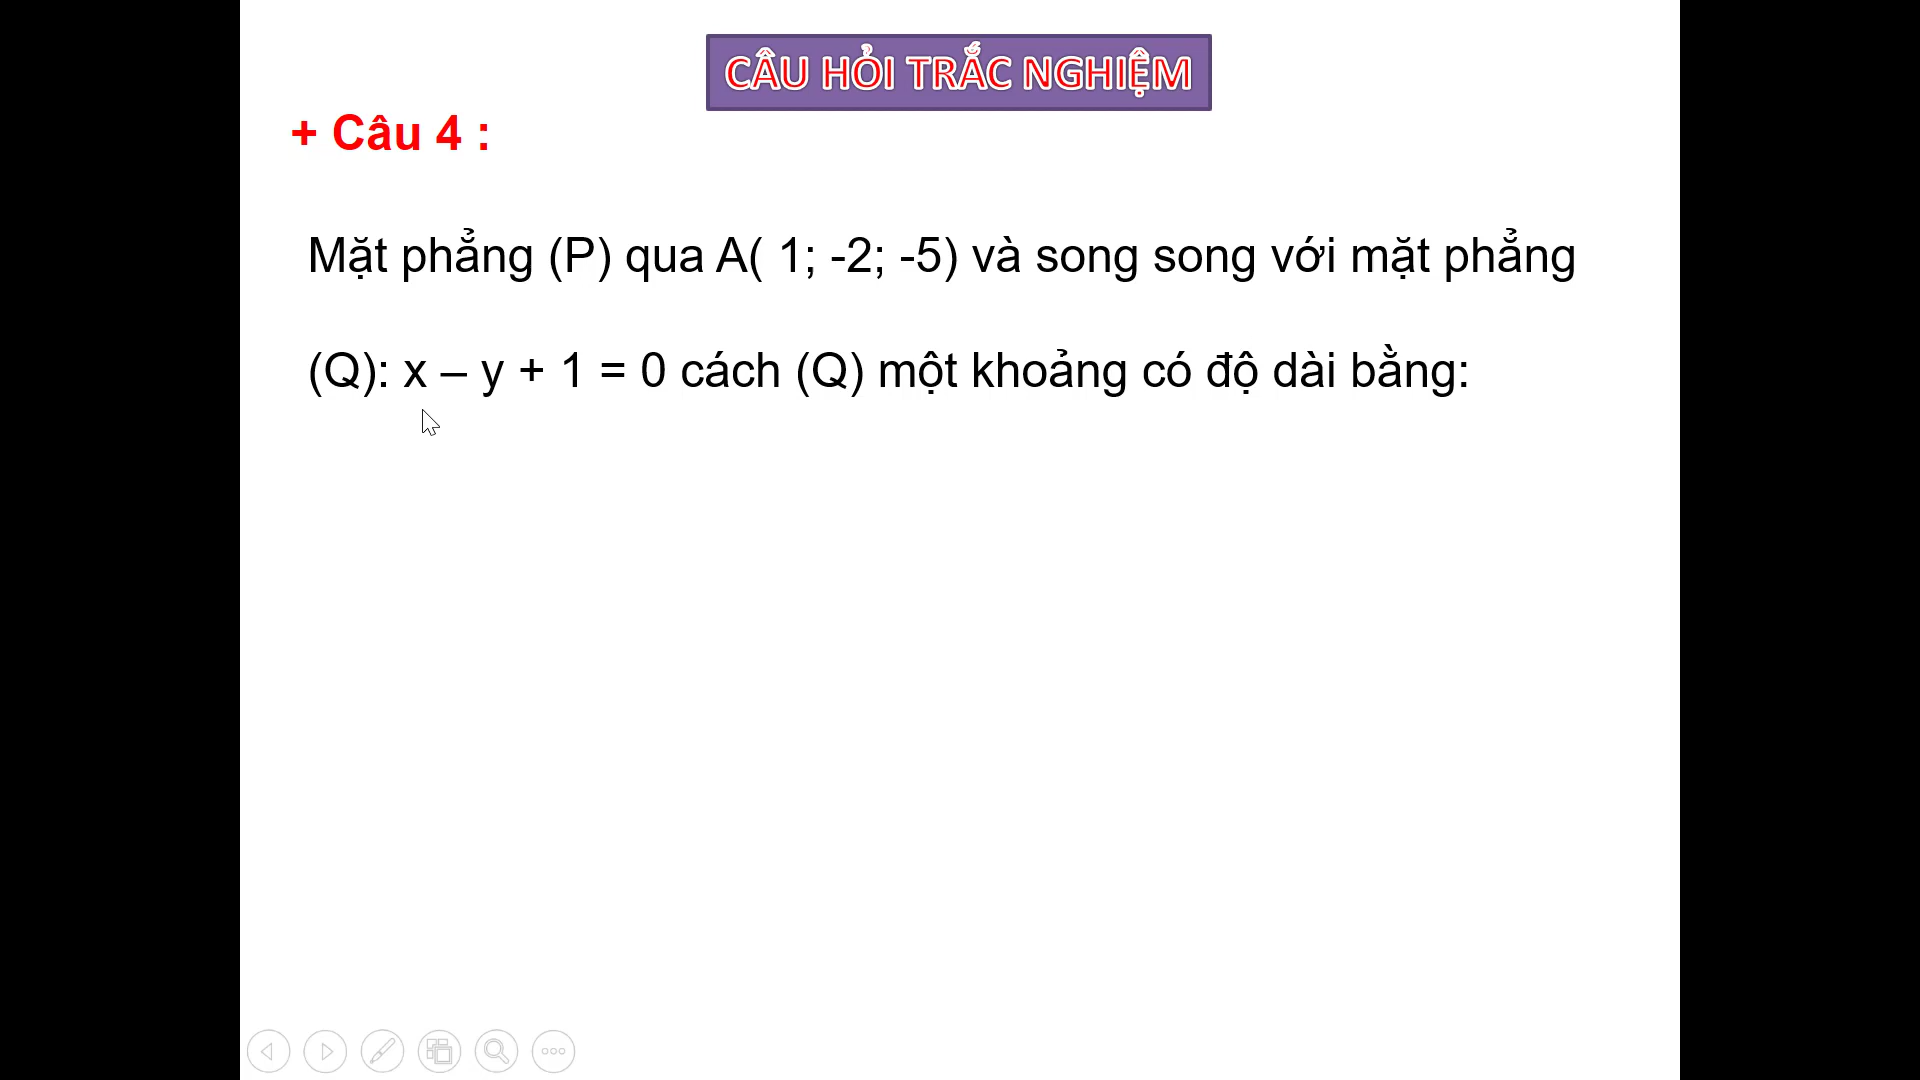 CÂU HỎI TRẮC NGHIỆM
+ Câu 4 :
Mặt phẳng (P) qua A( 1; -2; -5) và song song với mặt phẳng
(Q): x – y + 1 = 0 cách (Q) một khoảng có độ dài bằng: